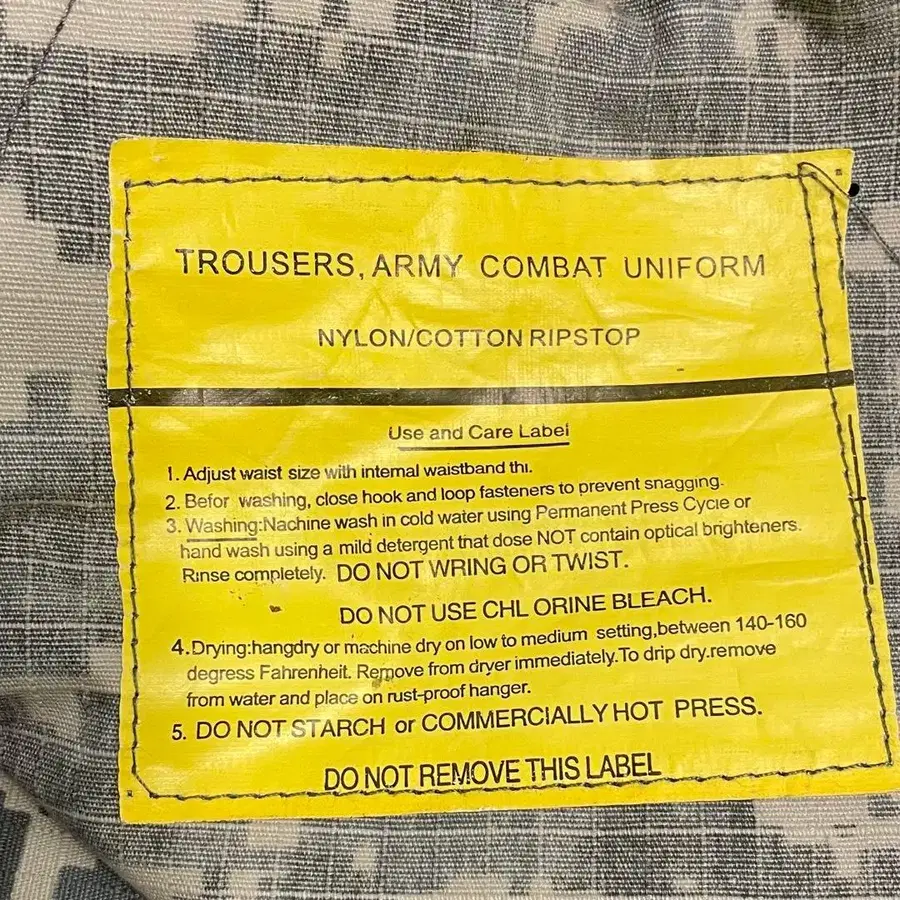 TROUSERS, ARMY COMBAT UNIFORM
NYLON/COTTON RIPSTOP
Use and Care Label
1. Adjust waist size with internal waistband thı.
2. Befor washing, close hook and loop fasteners to prevent snagging.
3. Washing:Nachine wash in cold water using Permanent Press Cycie or
hand wash using a mild detergent that dose NOT contain optical brighteners.
Rinse completely. DO NOT WRING OR TWIST.
DO NOT USE CHL ORINE BLEACH.
4.Drying:hangdry or machine dry on low to medium setting,between 140-160
degress Fahrenheit. Remove from dryer immediately.To drip dry.remove
from water and place on rust-proof hanger.
5. DO NOT STARCH or COMMERCIALLY HOT PRESS.
DO NOT REMOVE THIS LABEL